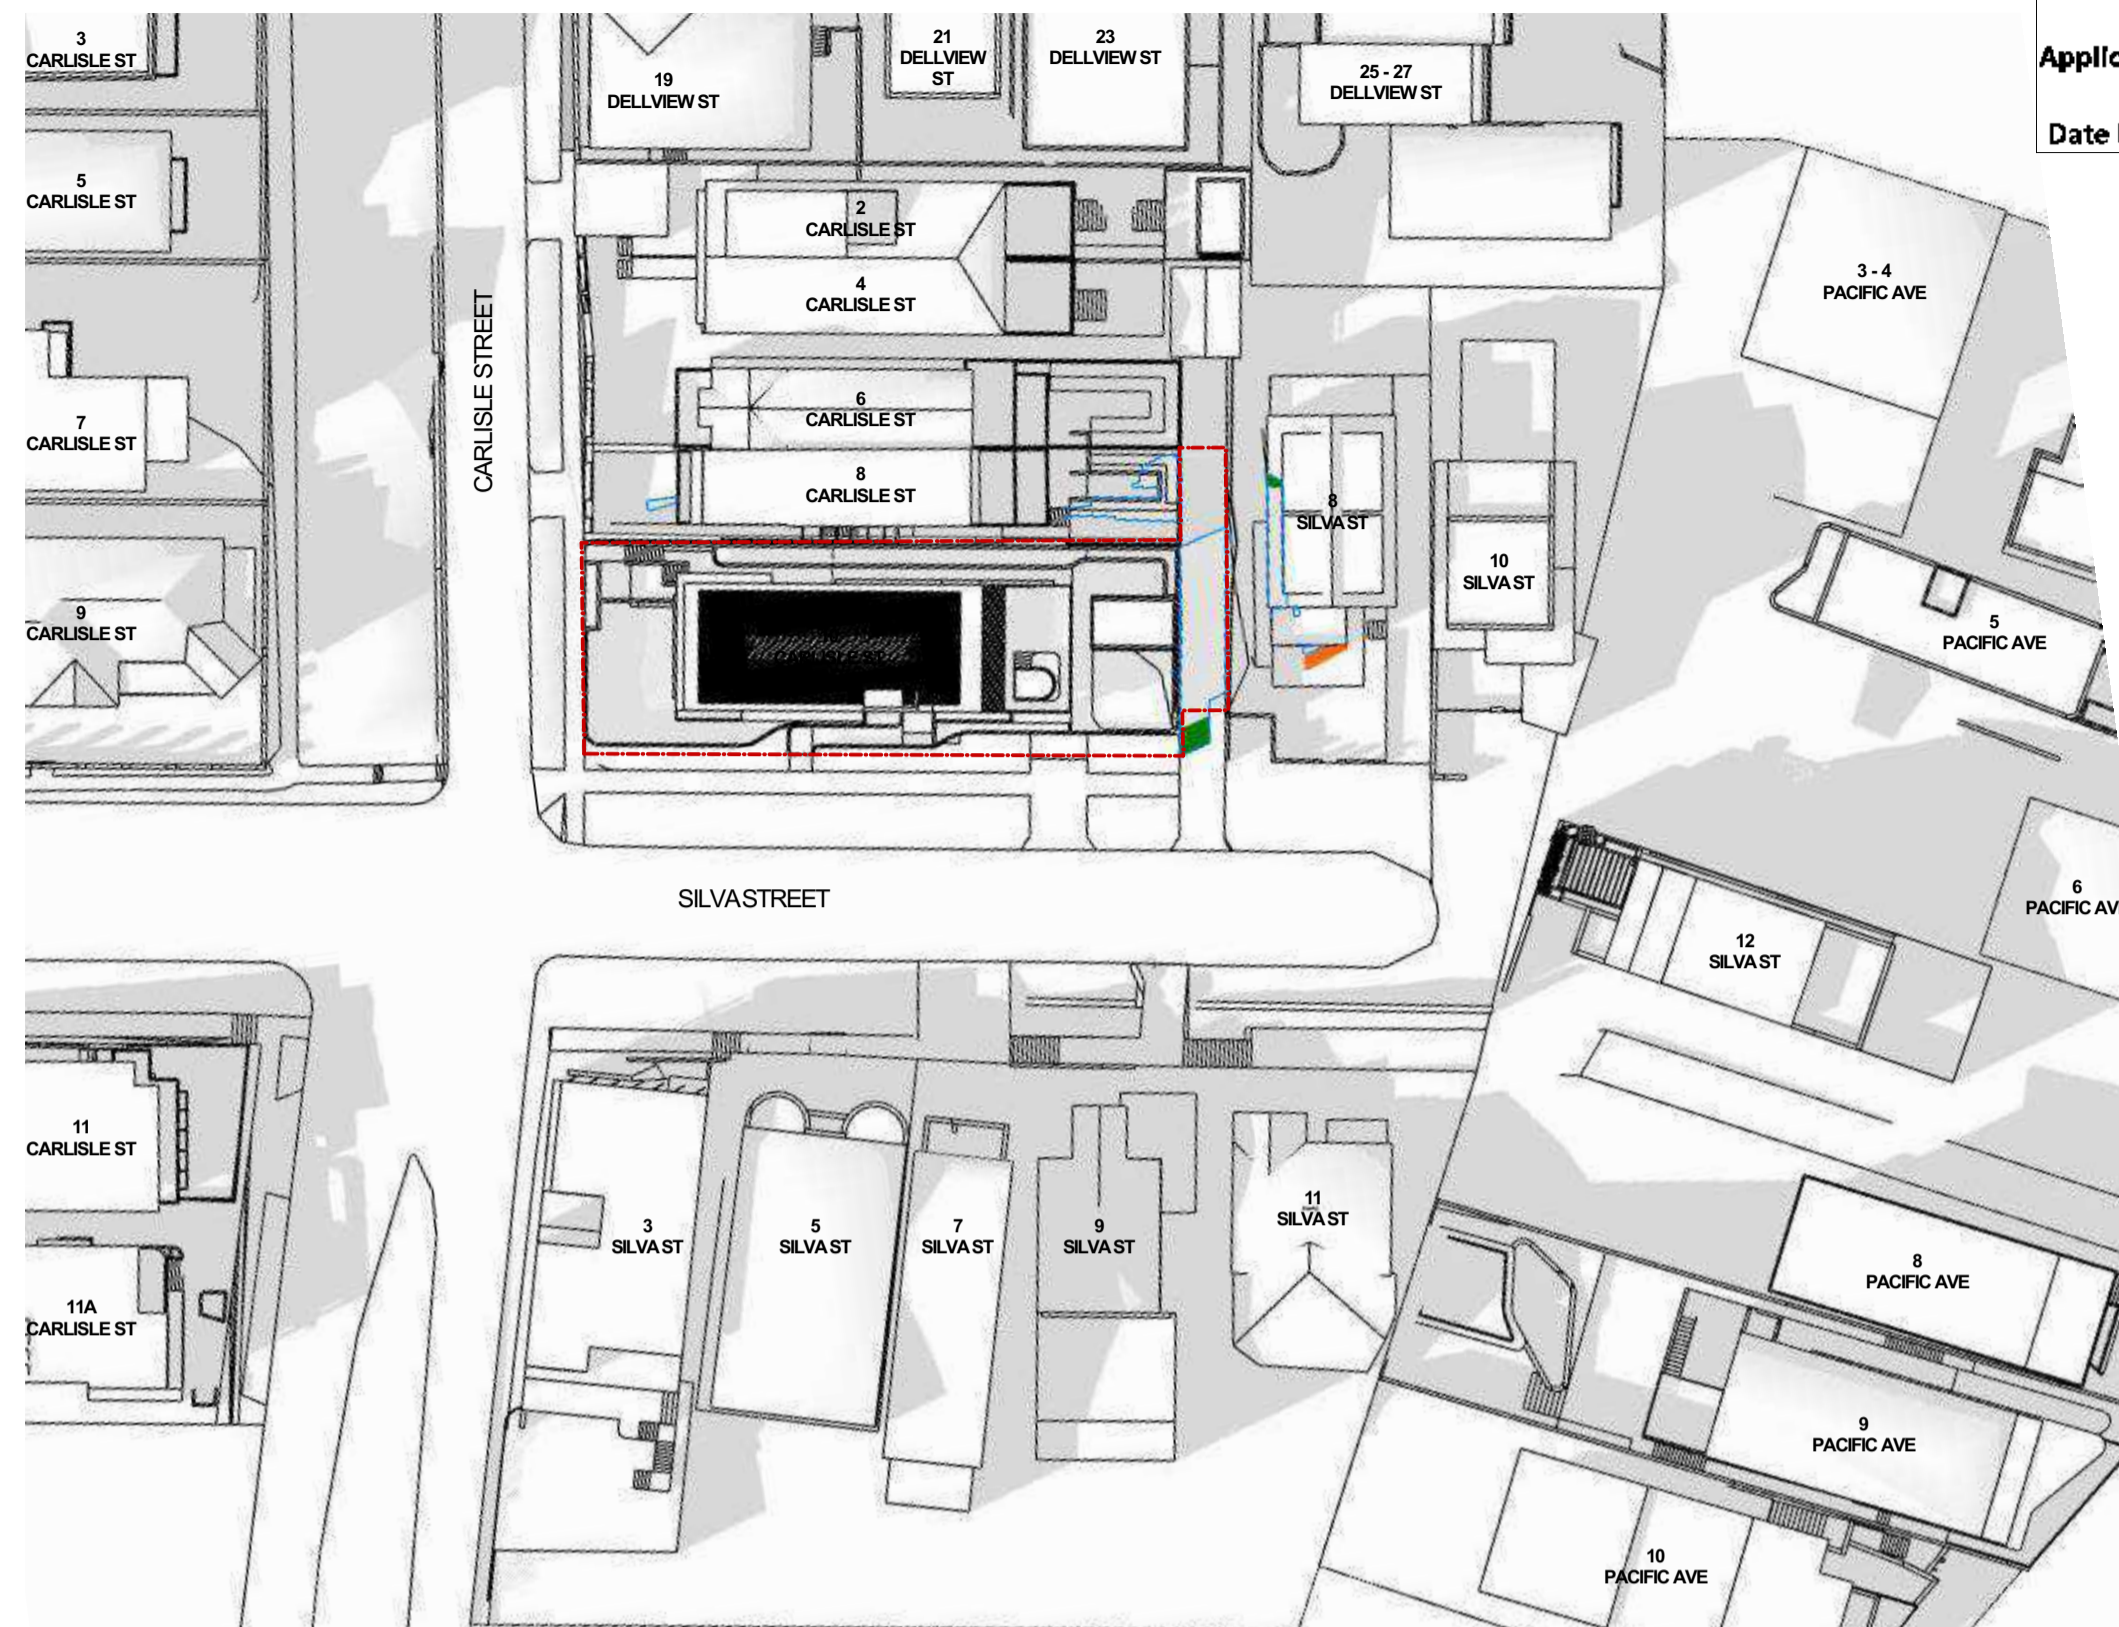 Applic
Date
3
CARLISLE ST
19
DELLVIEW ST
21
DELLVIEW
ST
23
DELLVIEW ST
25 - 27
DELLVIEW ST
5
CARLISLE ST
2
CARLISLE ST
4
CARLISLE ST
3 - 4
PACIFIC AVE
CARLISLE STREET
7
CARLISLE ST
6
CARLISLE ST
8
CARLISLE ST
8
SILVA ST
10
SILVA ST
9
CARLISLE ST
5
PACIFIC AVE
SILVA STREET
6
PACIFIC AV
12
SILVA ST
11
CARLISLE ST
3
SILVA ST
5
SILVA ST
7
SILVA ST
9
SILVA ST
11
SILVA ST
8
PACIFIC AVE
11A
CARLISLE ST
9
PACIFIC AVE
10
PACIFIC AVE